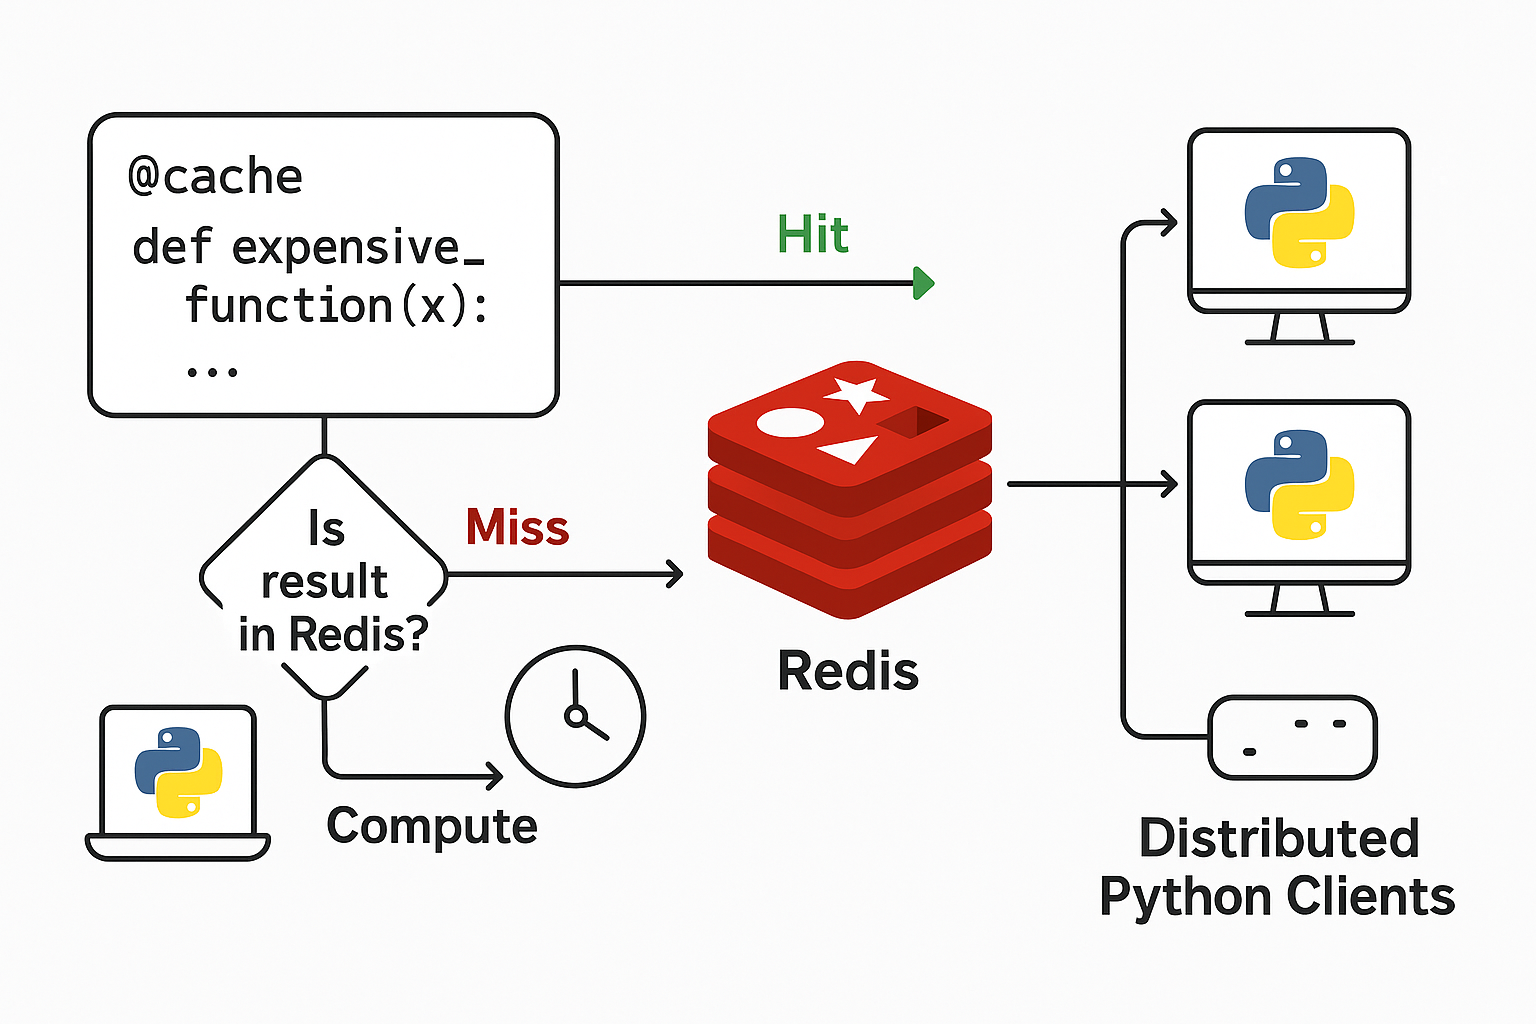 @cache
def expensive_
function(x):
...
Hit
Is
result
in Redis?
Miss
Redis
Compute
Distributed
Python Clients